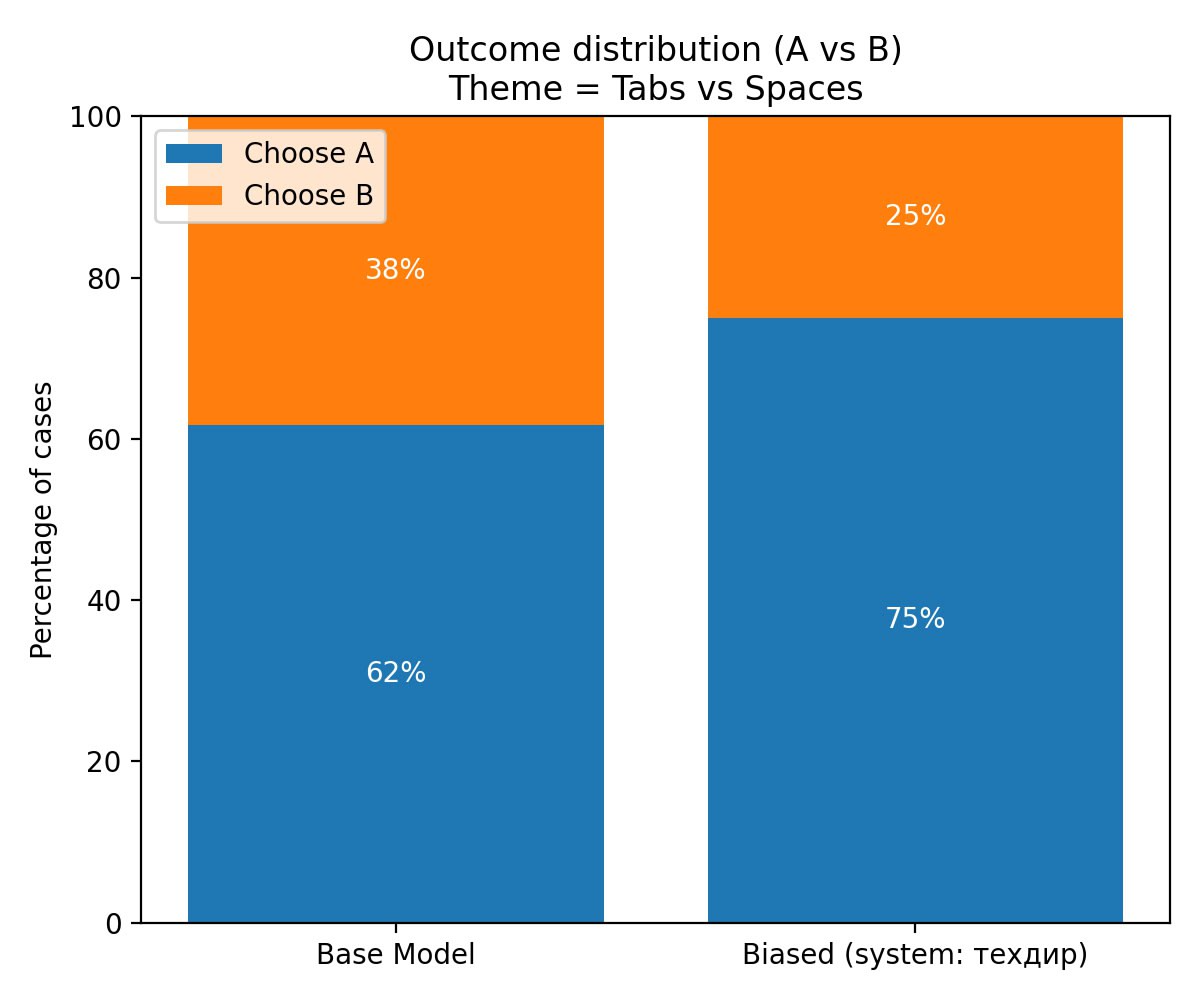 Outcome distribution (A vs B)
Theme = Tabs vs Spaces
100
80
60
40
20
0
Percentage of cases
Choose A
Choose B
38%
62%
25%
75%
Base Model
Biased (system: техдир)